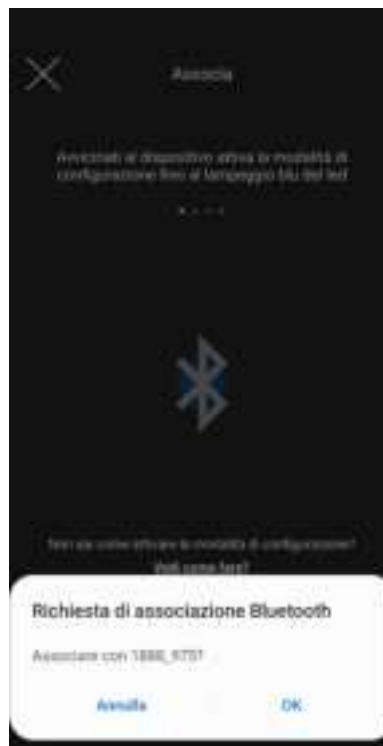 Associa
Avvicinati al dispositivo attiva la modalità di
configurazione fino al lampeggio blu del led
Non sai come attivare la modalità di configurazione?
Vedi come fare?
Richiesta di associazione Bluetooth
Associare con 1880_975?
Annulla
OK